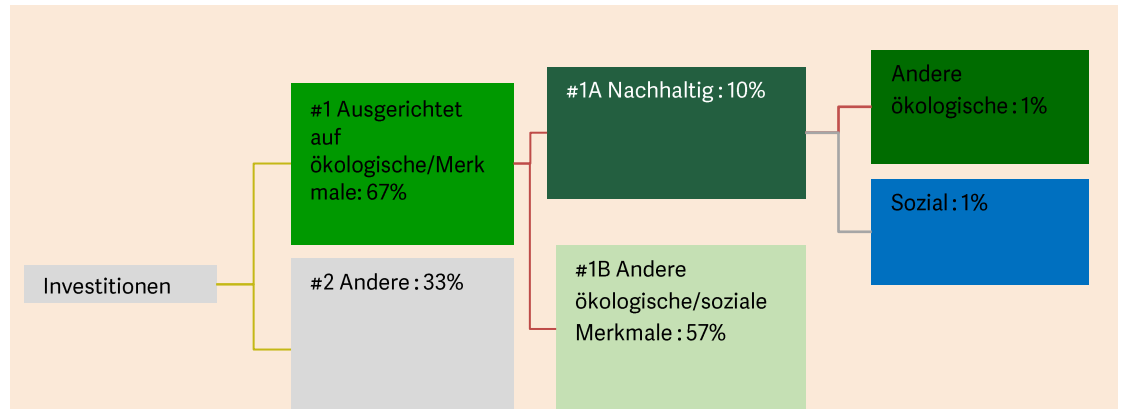 Investitionen
#1 Ausgerichtet
auf
ökologische/Merk
male: 67%
#2 Andere : 33%
#1A Nachhaltig : 10%
#1B Andere
ökologische/soziale
Merkmale : 57%
Andere
ökologische : 1%
Sozial : 1%